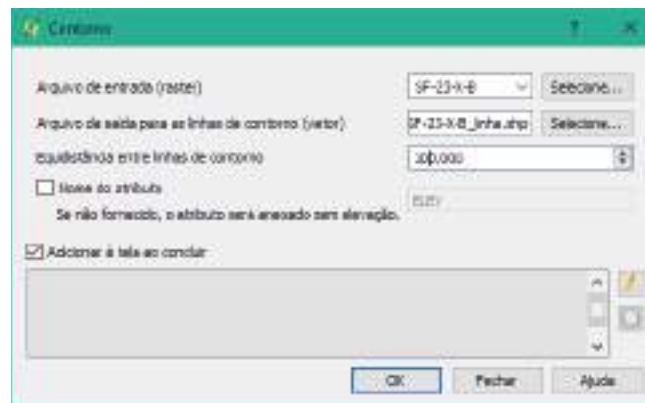 Contorno ?
Arquivo de entrada (raster) SF-23-X-B Selecione...
Arquivo de saída para as linhas de contorno (vetor) SF-23-X-B_linha.shp Selecione...
Equidistância entre linhas de contorno 100,000
Nome do atributo
Se não fornecido, o atributo será anexado sem elevação. ELEV
Adicionar à tela ao concluir
OK Fechar Ajuda